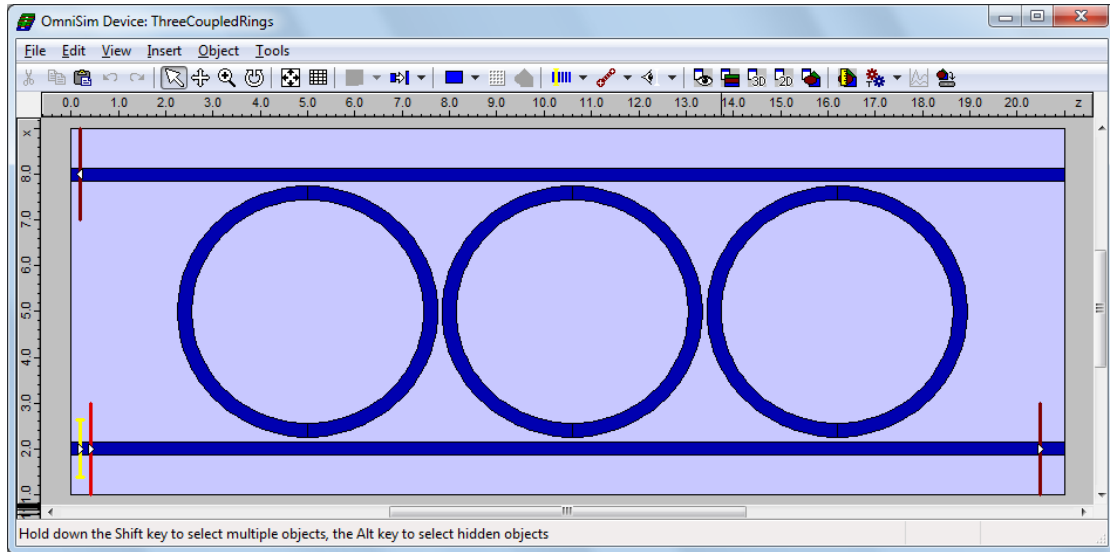 OmniSim Device: ThreeCoupledRings
File Edit View Insert Object Tools
3D 2D
0.0 1.0 2.0 3.0 4.0 5.0 6.0 7.0 8.0 9.0 10.0 11.0 12.0 13.0 14.0 15.0 16.0 17.0 18.0 19.0 20.0 z
x
8.0
7.0
6.0
5.0
4.0
3.0
2.0
1.0
Hold down the Shift key to select multiple objects, the Alt key to select hidden objects